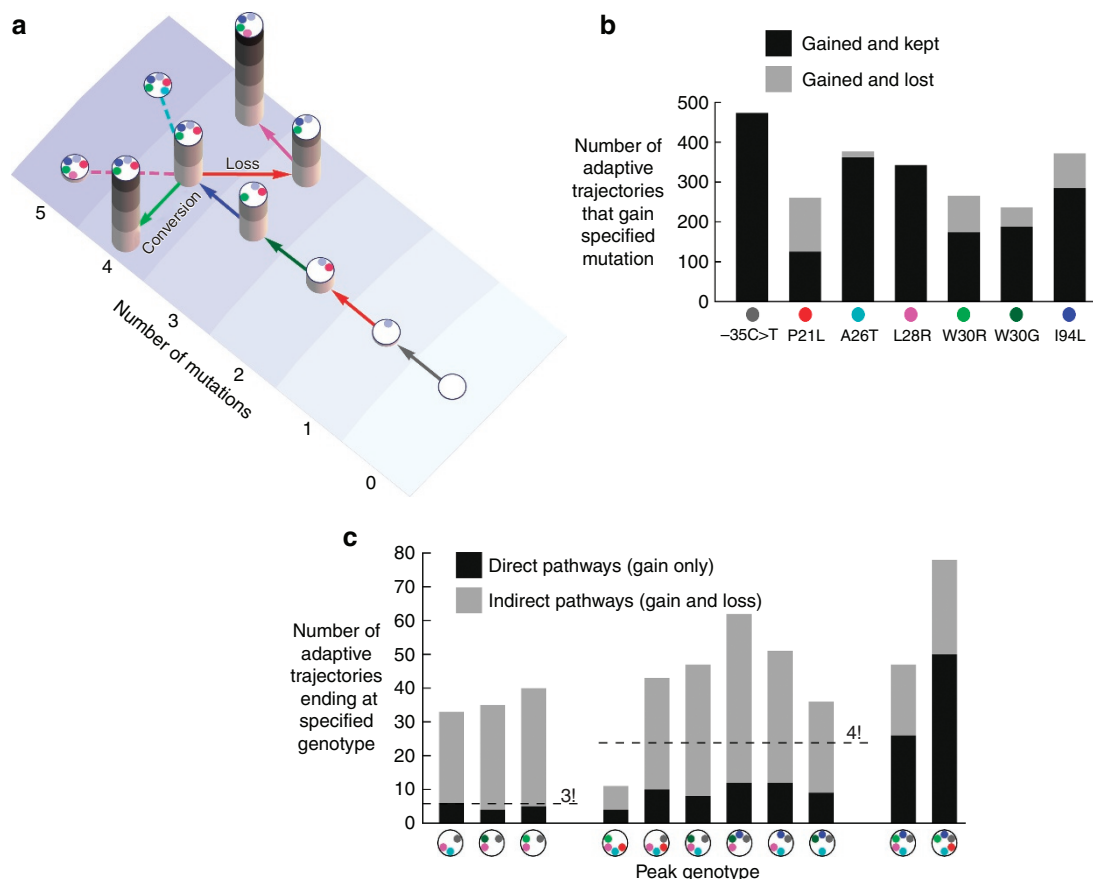 a
Loss
Conversion
5
4
3
2
1
0
Number of mutations
b
Gained and kept
Gained and lost
Number of
adaptive
trajectories
that gain
specified
mutation
500
400
300
200
100
0
–35C>T P21L A26T L28R W30R W30G I94L
c
Direct pathways (gain only)
Indirect pathways (gain and loss)
Number of
adaptive
trajectories
ending at
specified
genotype
80
70
60
50
40
30
20
10
0
3!
4!
Peak genotype